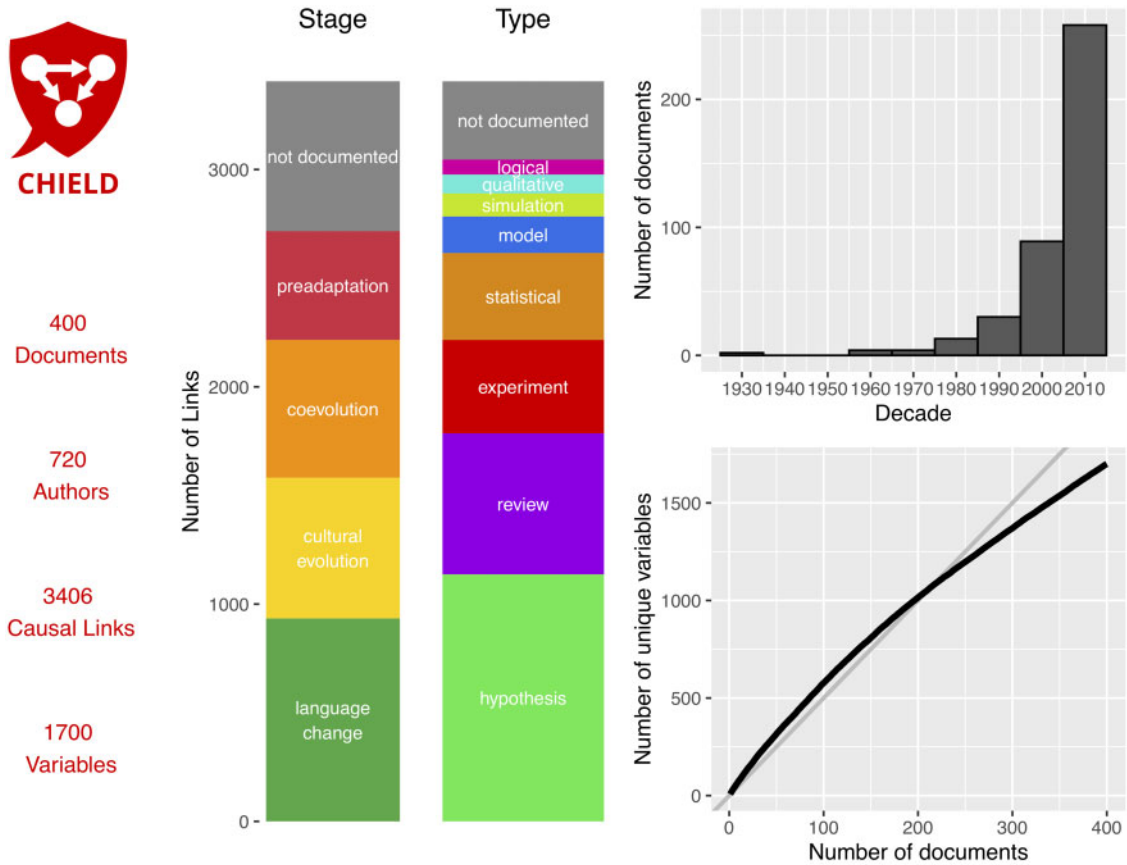 CHIELD
400
Documents
720
Authors
3406
Causal Links
1700
Variables
Stage
Type
Number of Links
3000
2000
1000
0
not documented
preadaptation
coevolution
cultural
evolution
language
change
not documented
logical
qualitative
simulation
model
statistical
experiment
review
hypothesis
Number of documents
200
100
0
1930 1940 1950 1960 1970 1980 1990 2000 2010
Decade
Number of unique variables
1500
1000
500
0
0 100 200 300 400
Number of documents